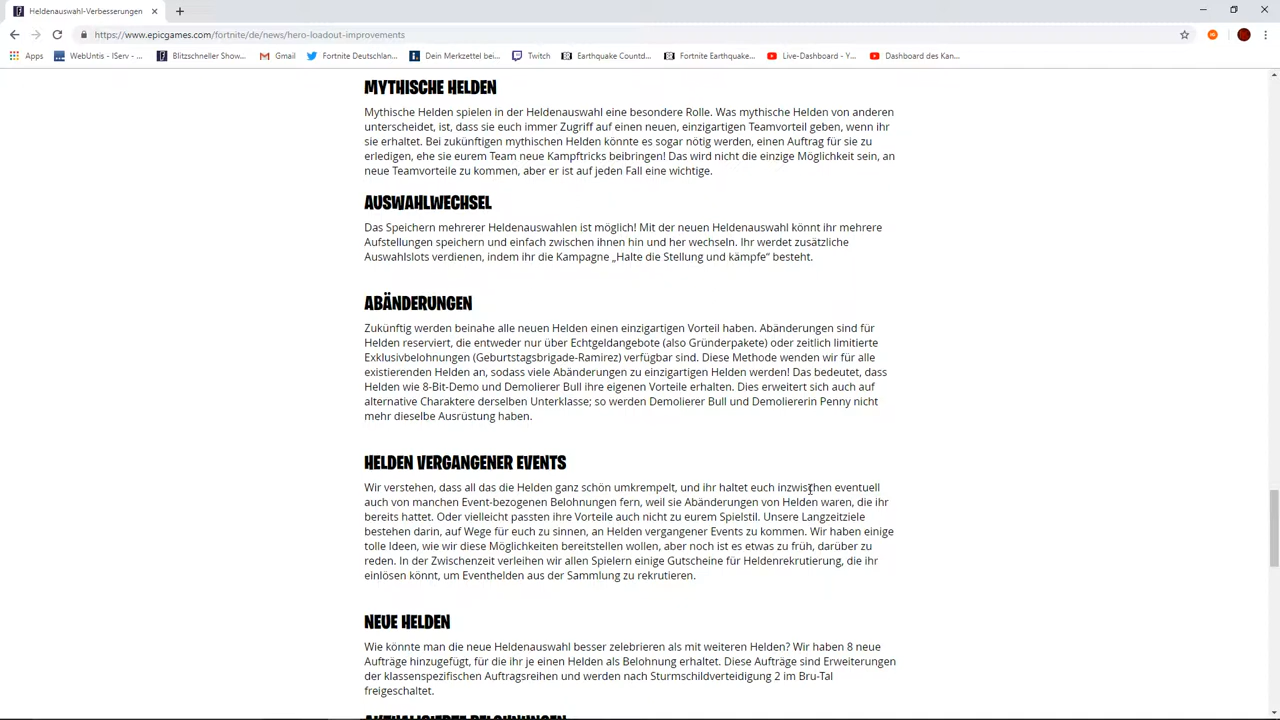 Heldenauswahl-Verbesserungen
https://www.epicgames.com/fortnite/de/news/hero-loadout-improvements
Apps WebUntis - IServ - ... Blitzschneller Show... Gmail Fortnite Deutschlan... Dein Merkzettel bei... Twitch Earthquake Countd... Fortnite Earthquake... Live-Dashboard - Y... Dashboard des Kan...
MYTHISCHE HELDEN
Mythische Helden spielen in der Heldenauswahl eine besondere Rolle. Was mythische Helden von anderen
unterscheidet, ist, dass sie euch immer Zugriff auf einen neuen, einzigartigen Teamvorteil geben, wenn ihr
sie erhaltet. Bei zukünftigen mythischen Helden könnte es sogar nötig werden, einen Auftrag für sie zu
erledigen, ehe sie eurem Team neue Kampftricks beibringen! Das wird nicht die einzige Möglichkeit sein, an
neue Teamvorteile zu kommen, aber er ist auf jeden Fall eine wichtige.
AUSWAHLWECHSEL
Das Speichern mehrerer Heldenauswahlen ist möglich! Mit der neuen Heldenauswahl könnt ihr mehrere
Aufstellungen speichern und einfach zwischen ihnen hin und her wechseln. Ihr werdet zusätzliche
Auswahlslots verdienen, indem ihr die Kampagne „Halte die Stellung und kämpfe“ besteht.
ABÄNDERUNGEN
Zukünftig werden beinahe alle neuen Helden einen einzigartigen Vorteil haben. Abänderungen sind für
Helden reserviert, die entweder nur über Echtgeldangebote (also Gründerpakete) oder zeitlich limitierte
Exklusivbelohnungen (Geburtstagsbrigade-Ramirez) verfügbar sind. Diese Methode wenden wir für alle
existierenden Helden an, sodass viele Abänderungen zu einzigartigen Helden werden! Das bedeutet, dass
Helden wie 8-Bit-Demo und Demolierer Bull ihre eigenen Vorteile erhalten. Dies erweitert sich auch auf
alternative Charaktere derselben Unterklasse; so werden Demolierer Bull und Demoliererin Penny nicht
mehr dieselbe Ausrüstung haben.
HELDEN VERGANGENER EVENTS
Wir verstehen, dass all das die Helden ganz schön umkrempelt, und ihr haltet euch inzwischen eventuell
auch von manchen Event-bezogenen Belohnungen fern, weil sie Abänderungen von Helden waren, die ihr
bereits hattet. Oder vielleicht passten ihre Vorteile auch nicht zu eurem Spielstil. Unsere Langzeitziele
bestehen darin, auf Wege für euch zu sinnen, an Helden vergangener Events zu kommen. Wir haben einige
tolle Ideen, wie wir diese Möglichkeiten bereitstellen wollen, aber noch ist es etwas zu früh, darüber zu
reden. In der Zwischenzeit verleihen wir allen Spielern einige Gutscheine für Heldenrekrutierung, die ihr
einlösen könnt, um Eventhelden aus der Sammlung zu rekrutieren.
NEUE HELDEN
Wie könnte man die neue Heldenauswahl besser zelebrieren als mit weiteren Helden? Wir haben 8 neue
Aufträge hinzugefügt, für die ihr je einen Helden als Belohnung erhaltet. Diese Aufträge sind Erweiterungen
der klassenspezifischen Auftragsreihen und werden nach Sturmschildverteidigung 2 im Bru-Tal
freigeschaltet.
AKTUALISIERTE BELOHNUNGEN